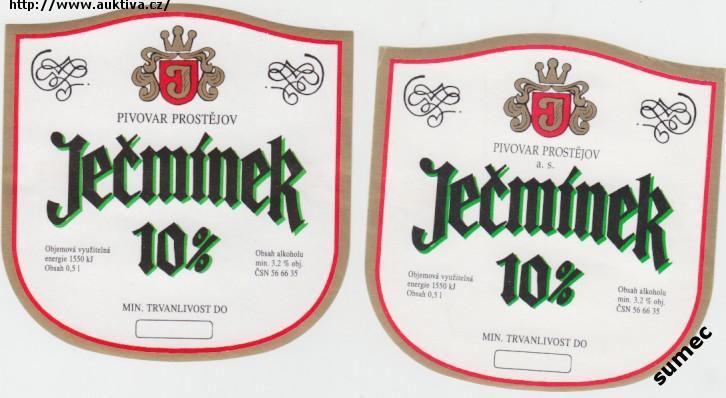 http://www.auktiva.cz/
J
PIVOVAR PROSTĚJOV
Ječmínek
10%
Objemová využitelná
energie 1550 kJ
Obsah 0,5 l
Obsah alkoholu
min. 3,2 % obj.
ČSN 56 66 35
MIN. TRVANLIVOST DO
J
PIVOVAR PROSTĚJOV
a. s.
Ječmínek
10%
Objemová využitelná
energie 1550 kJ
Obsah 0,5 l
Obsah alkoholu
min. 3,2 % obj.
ČSN 56 66 35
MIN. TRVANLIVOST DO
sumec